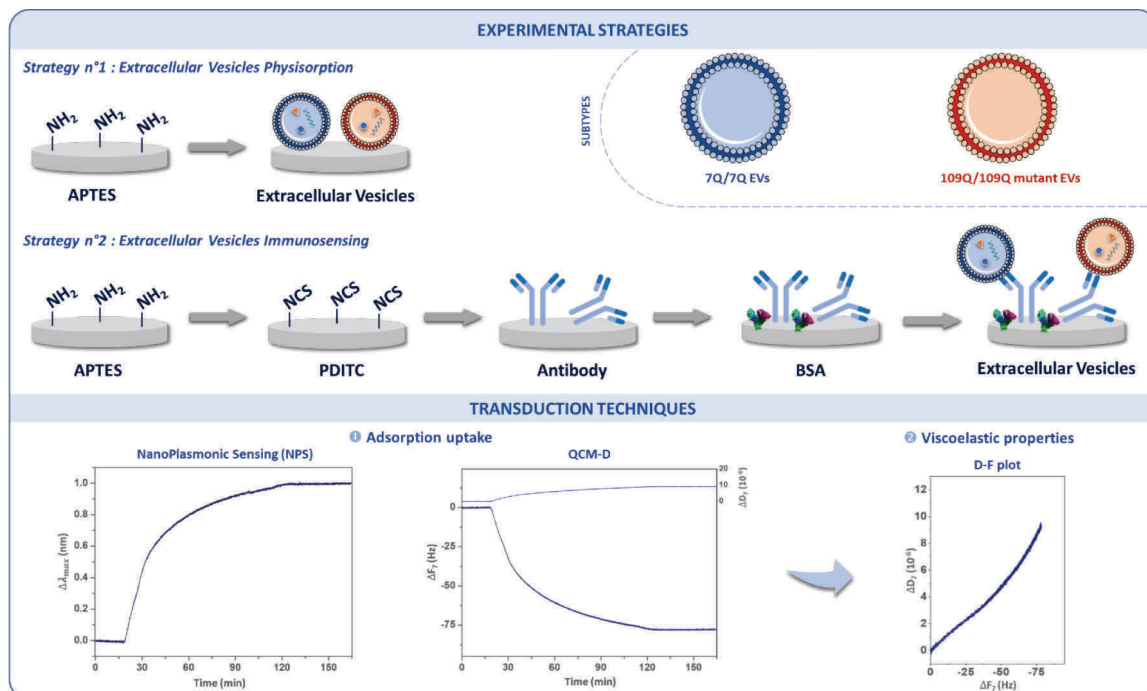 EXPERIMENTAL STRATEGIES
Strategy n°1 : Extracellular Vesicles Physisorption
NH₂ NH₂ NH₂
APTES
Extracellular Vesicles
SUBTYPES
7Q/7Q EVs
109Q/109Q mutant EVs
Strategy n°2 : Extracellular Vesicles Immunosensing
NH₂ NH₂ NH₂
NCS NCS NCS
APTES
PDITC
Antibody
BSA
Extracellular Vesicles
TRANSDUCTION TECHNIQUES
1 Adsorption uptake
2 Viscoelastic properties
NanoPlasmonic Sensing (NPS)
Δλmax (nm)
1.0
0.8
0.6
0.4
0.2
0.0
0 30 60 90 120 150
Time (min)
QCM-D
ΔF₇ (Hz)
0
-25
-50
-75
20
10
0
ΔD₇ (10⁻⁶)
0 30 60 90 120 150
Time (min)
D-F plot
ΔD₇ (10⁻⁶)
12
10
8
6
4
2
0
0 -25 -50 -75
ΔF₇ (Hz)